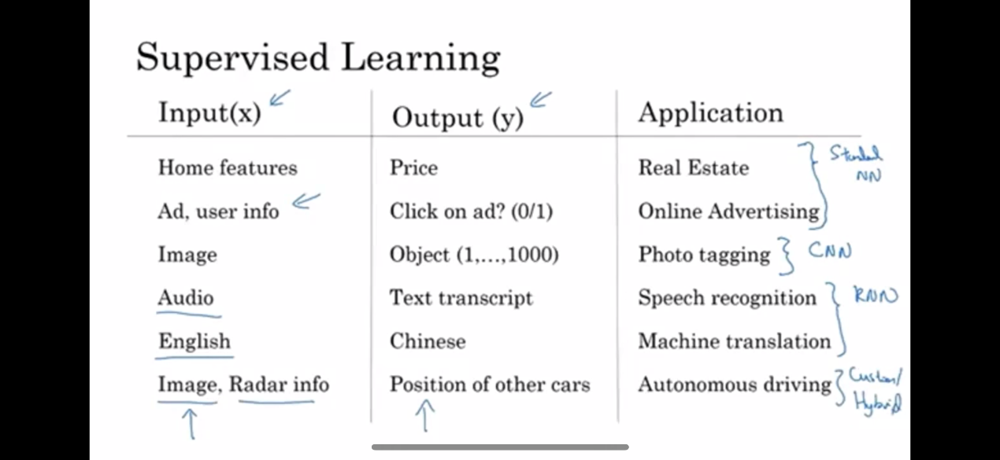 Supervised Learning
Input(x) Output (y) Application
Home features Price Real Estate
NN
Ad, user info Click on ad? (0/1) Online Advertising
Image Object (1,...,1000) Photo tagging CNN
Audio Text transcript Speech recognition RNN
English Chinese Machine translation
Image, Radar info Position of other cars Autonomous driving Custom/
Hybrid